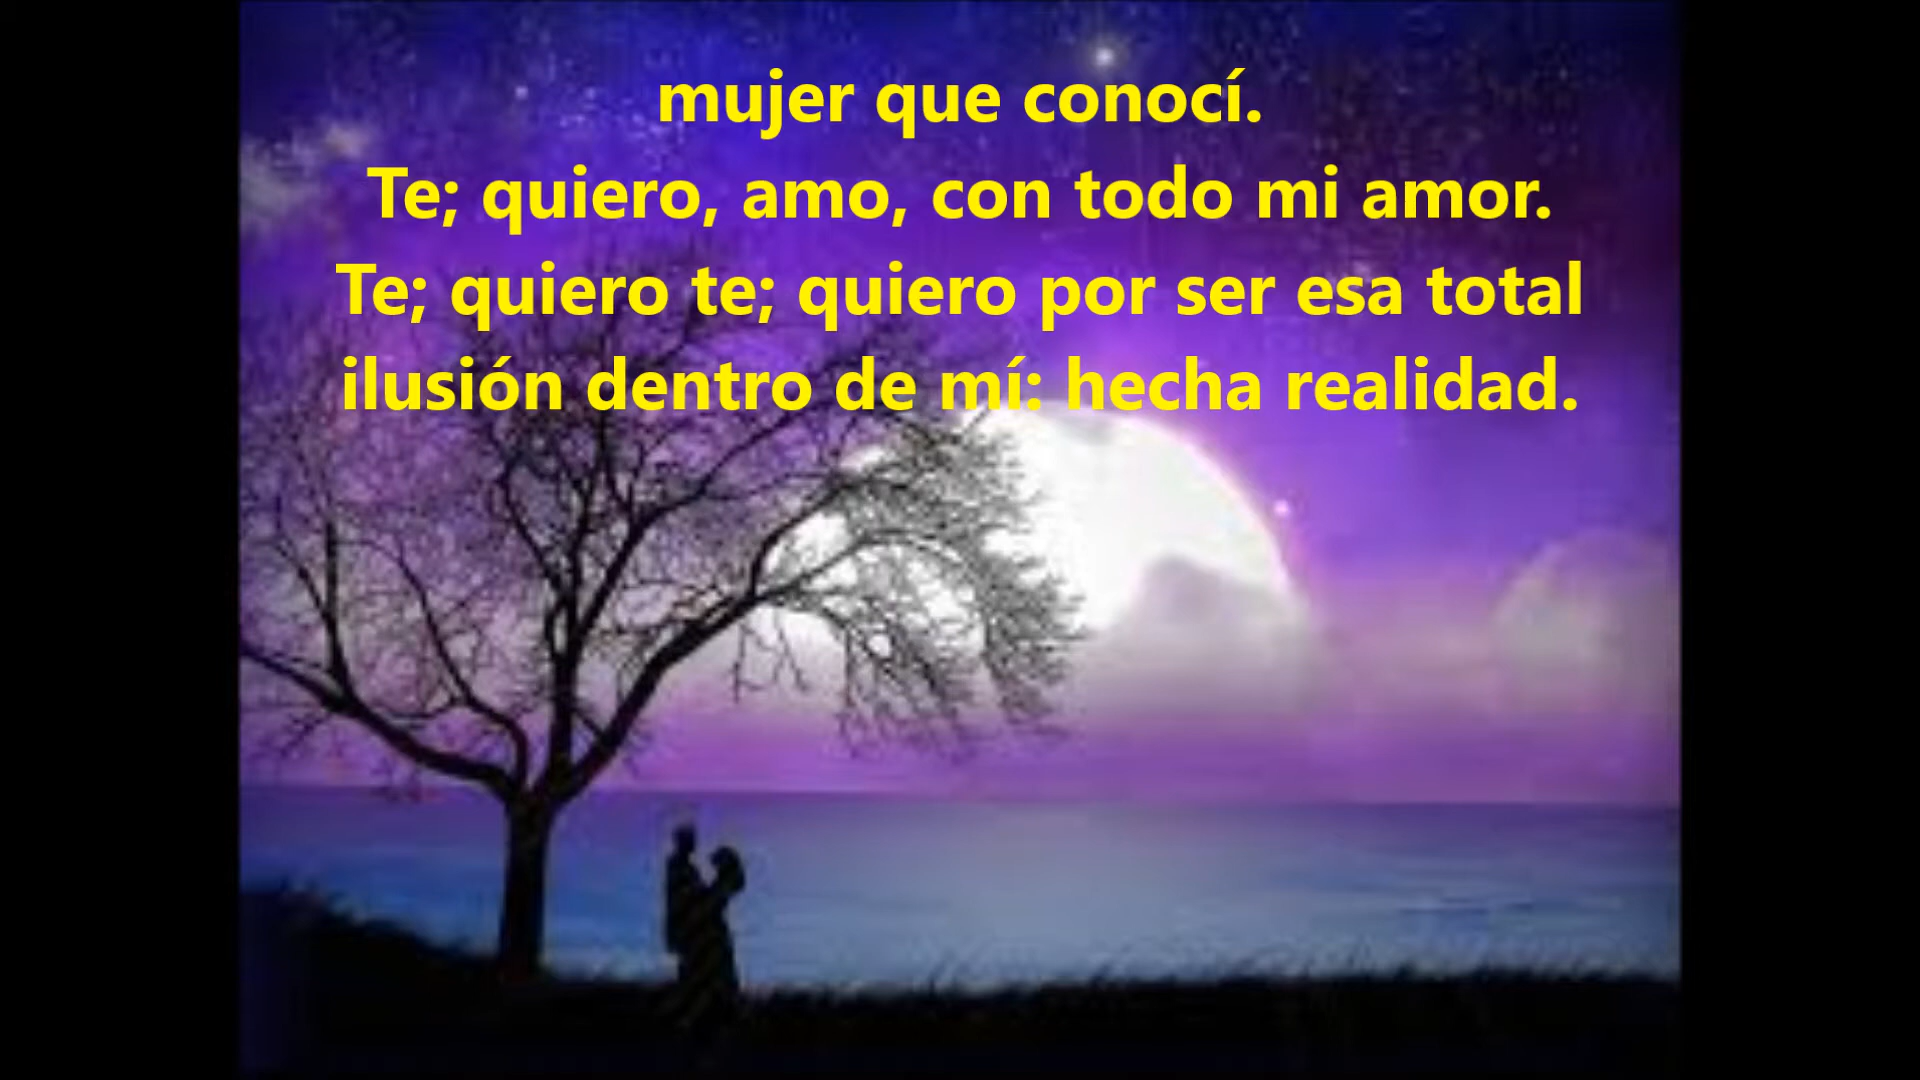 mujer que conocí.
Te; quiero, amo, con todo mi amor.
Te; quiero te; quiero por ser esa total
ilusión dentro de mí: hecha realidad.